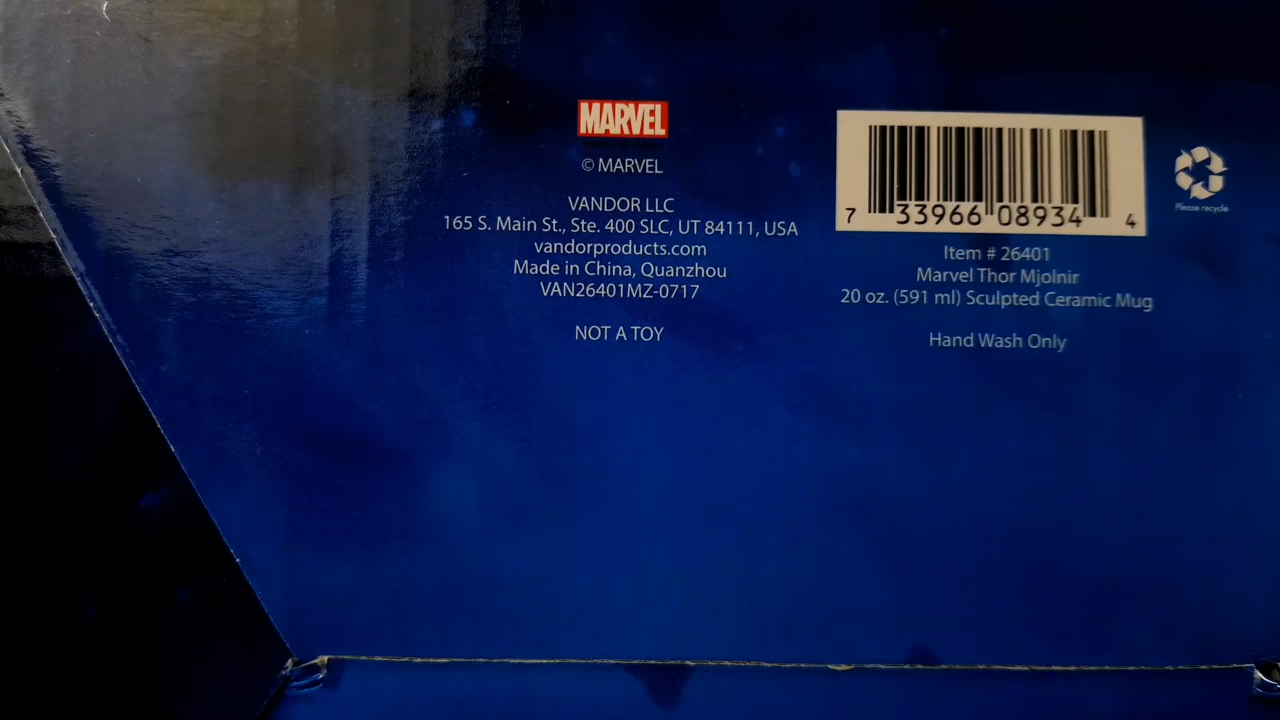 MARVEL
© MARVEL
VANDOR LLC
165 S. Main St., Ste. 400 SLC, UT 84111, USA
vandorproducts.com
Made in China, Quanzhou
VAN26401MZ-0717
NOT A TOY
7 33966 08934 4
Item # 26401
Marvel Thor Mjolnir
20 oz. (591 ml) Sculpted Ceramic Mug
Hand Wash Only
Please recycle